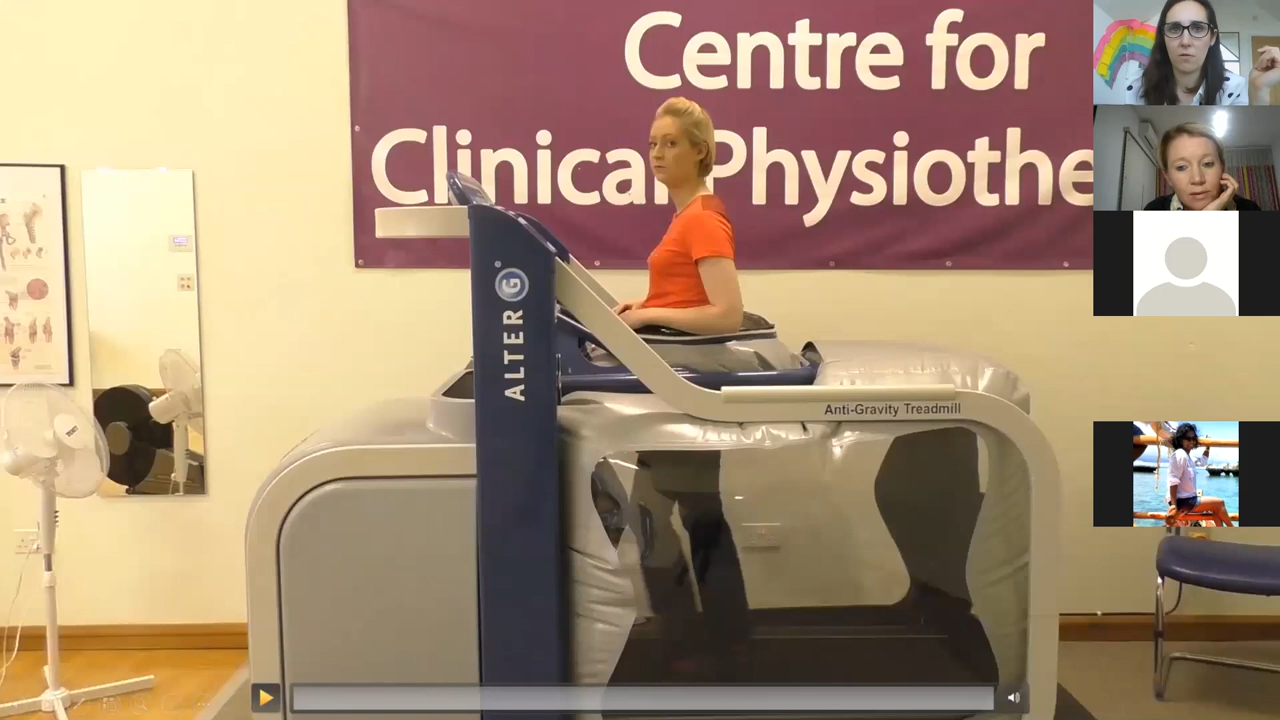 Centre for
Clinical Physiothe
ALTER G
Anti-Gravity Treadmill